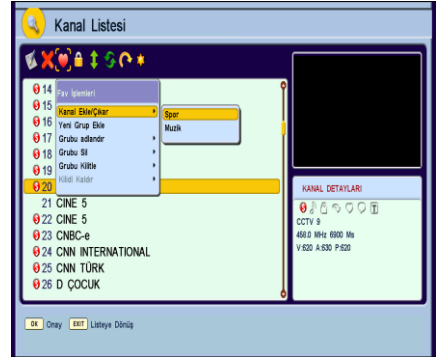 Kanal Listesi
14 Fav İşlemleri
15 Kanal Ekle/Çıkar Spor
16 Yeni Grup Ekle Muzik
17 Grubu adlandır
18 Grubu Sil
19 Grubu Kilitle
20 Kilidi Kaldır
21 CINE 5
22 CINE 5
23 CNBC-e
24 CNN INTERNATIONAL
25 CNN TÜRK
26 D ÇOCUK
KANAL DETAYLARI
CCTV 9
458.0 MHz 6900 Ms
V:620 A:630 P:620
OK Onay EXIT Listeye Dönüş